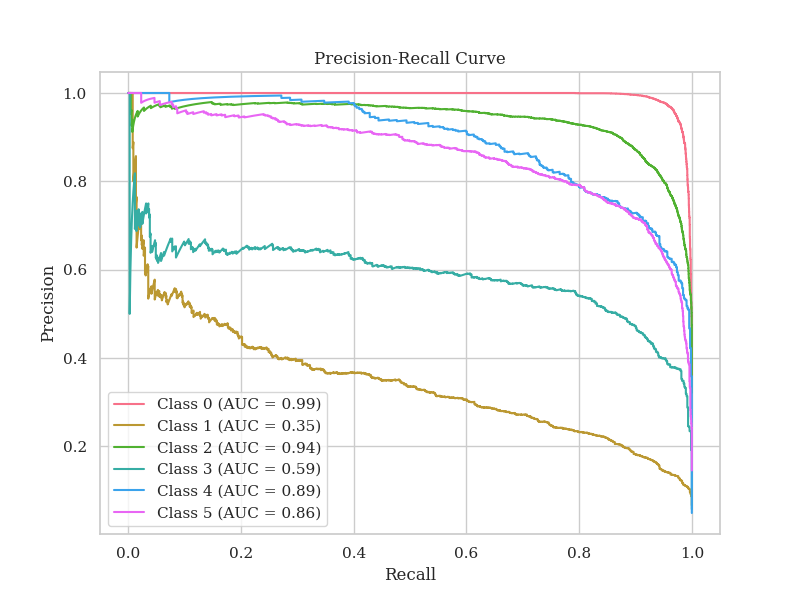 Precision-Recall Curve
1.0
0.8
0.6
0.4
0.2
Precision
Class 0 (AUC = 0.99)
Class 1 (AUC = 0.35)
Class 2 (AUC = 0.94)
Class 3 (AUC = 0.59)
Class 4 (AUC = 0.89)
Class 5 (AUC = 0.86)
0.0 0.2 0.4 0.6 0.8 1.0
Recall